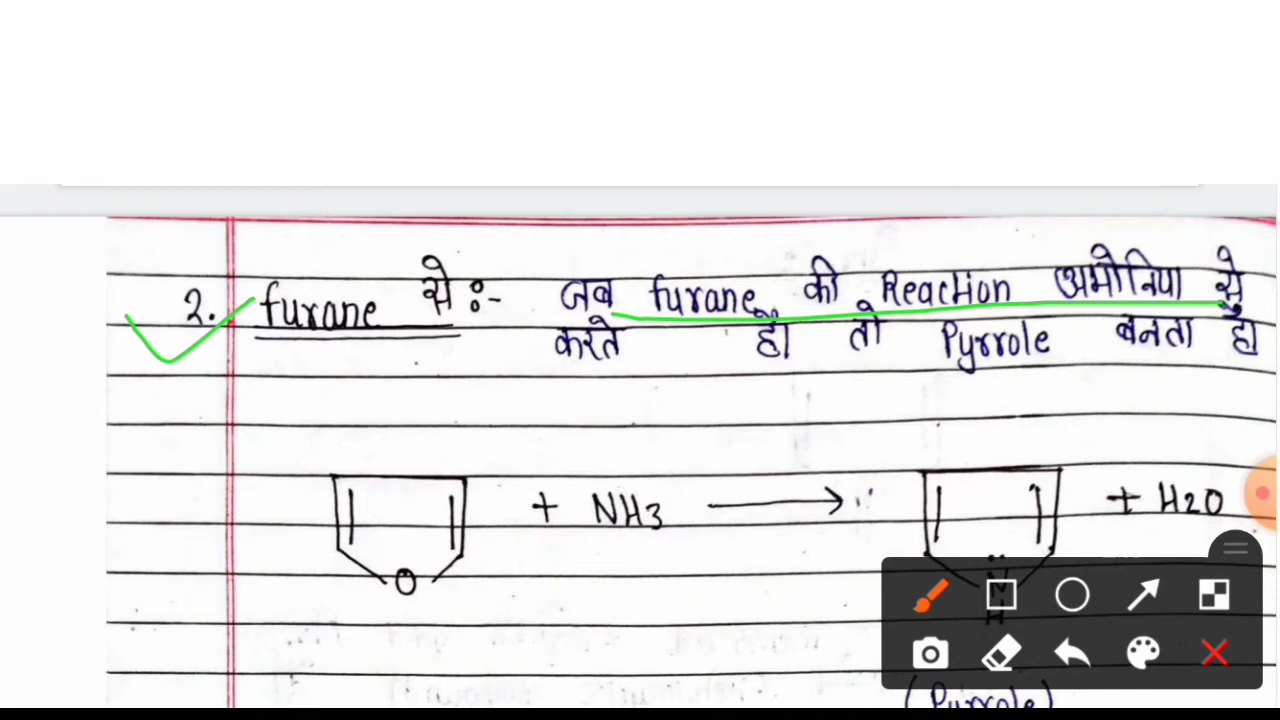 2. furane से :- जब furane की Reaction अमोनिया से
करते है तो Pyrrole बनता है
+ NH3 ⟶ + H2O
O N
H
(Pyrrole)